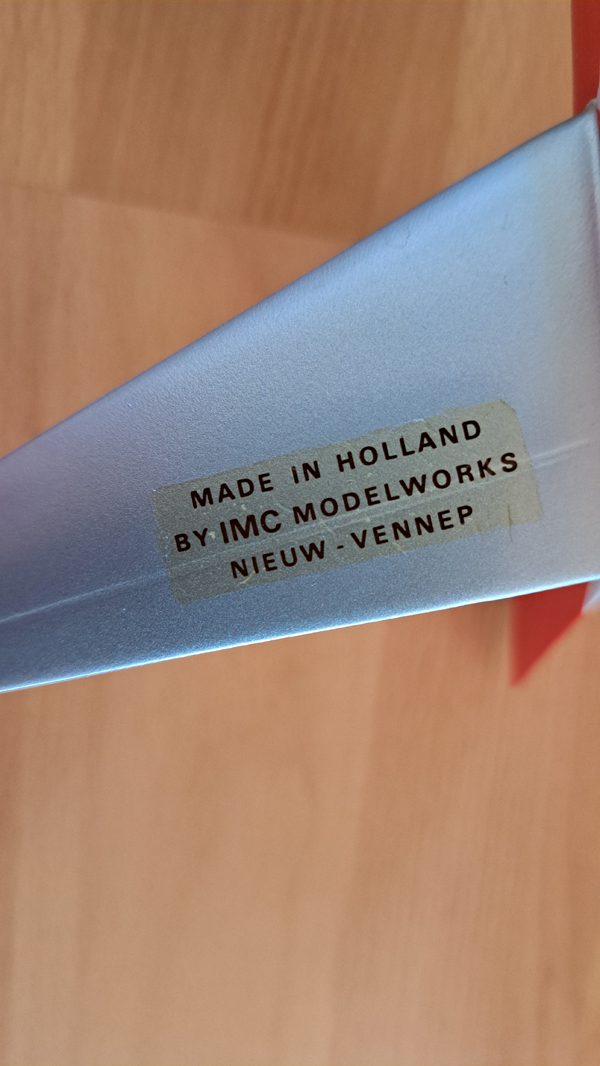 MADE IN HOLLAND
BY IMC MODELWORKS
NIEUW - VENNEP